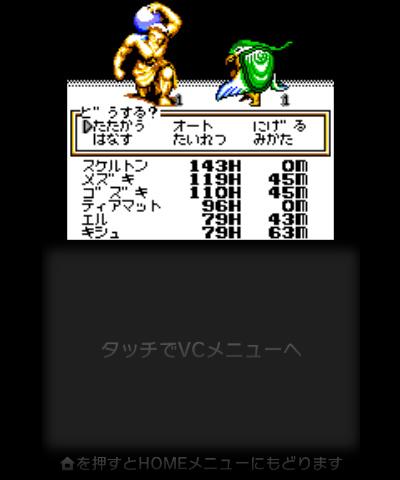 1 1
どうする?
たたかう オート にげる
はなす たいれつ みかた
スケルトン 143H 0m
メズキ 119H 45m
ゴズキ 110H 45m
ティアマット 96H 0m
エル 79H 43m
キシュ 79H 63m
タッチでVCメニューへ
を押すとHOMEメニューにもどります